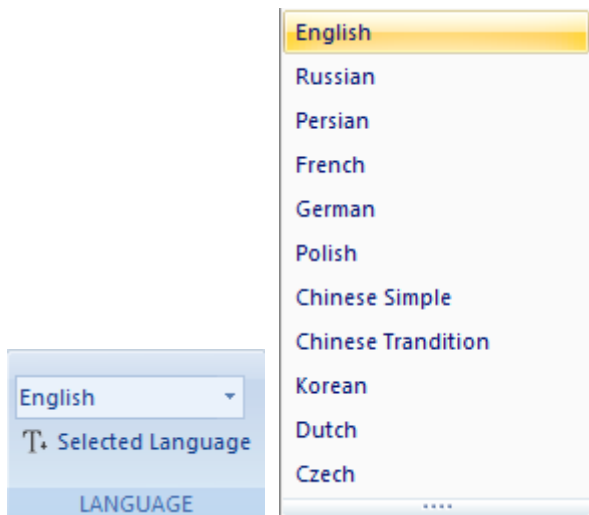 English
Selected Language
LANGUAGE
English
Russian
Persian
French
German
Polish
Chinese Simple
Chinese Trandition
Korean
Dutch
Czech